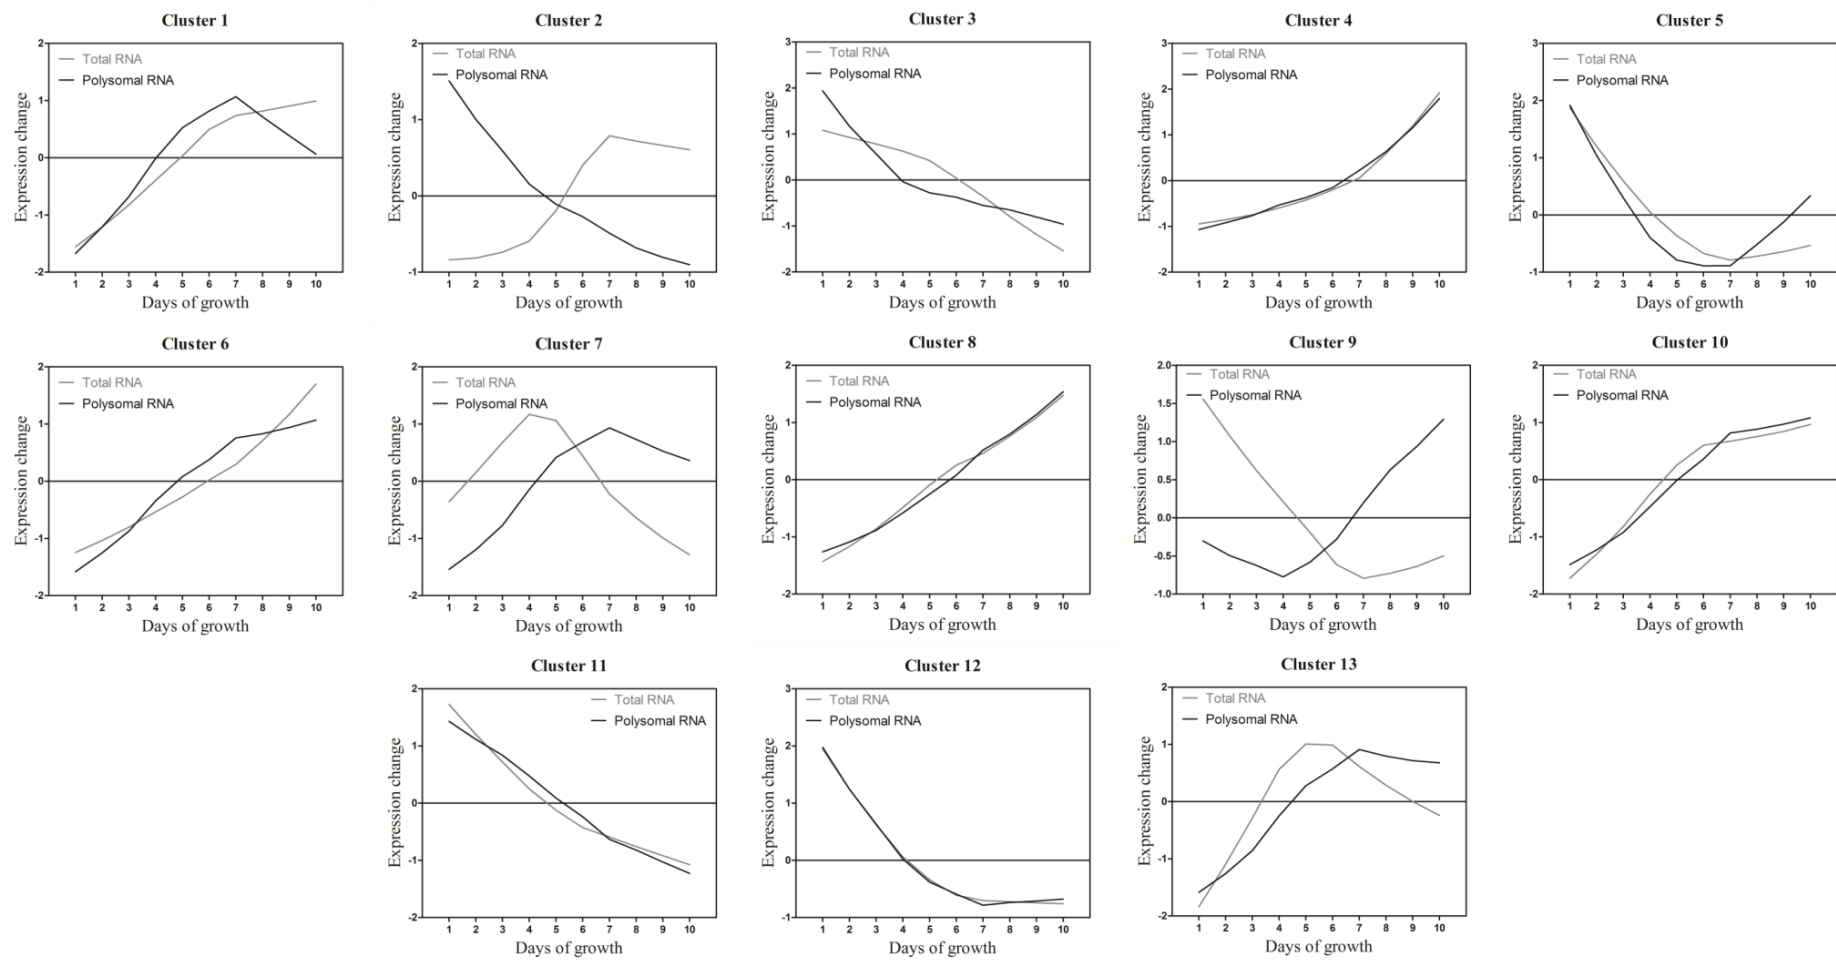 Cluster 1
2
1
0
-1
-2
Expression change
Total RNA
Polysomal RNA
1 2 3 4 5 6 7 8 9 10
Days of growth
Cluster 2
2
1
0
-1
Expression change
Total RNA
Polysomal RNA
1 2 3 4 5 6 7 8 9 10
Days of growth
Cluster 3
3
2
1
0
-1
-2
Expression change
Total RNA
Polysomal RNA
1 2 3 4 5 6 7 8 9 10
Days of growth
Cluster 4
3
2
1
0
-1
-2
Expression change
Total RNA
Polysomal RNA
1 2 3 4 5 6 7 8 9 10
Days of growth
Cluster 5
3
2
1
0
-1
Expression change
Total RNA
Polysomal RNA
1 2 3 4 5 6 7 8 9 10
Days of growth
Cluster 6
2
1
0
-1
-2
Expression change
Total RNA
Polysomal RNA
1 2 3 4 5 6 7 8 9 10
Days of growth
Cluster 7
2
1
0
-1
-2
Expression change
Total RNA
Polysomal RNA
1 2 3 4 5 6 7 8 9 10
Days of growth
Cluster 8
2
1
0
-1
-2
Expression change
Total RNA
Polysomal RNA
1 2 3 4 5 6 7 8 9 10
Days of growth
Cluster 9
2.0
1.5
1.0
0.5
0.0
-0.5
-1.0
Expression change
Total RNA
Polysomal RNA
1 2 3 4 5 6 7 8 9 10
Days of growth
Cluster 10
2
1
0
-1
-2
Expression change
Total RNA
Polysomal RNA
1 2 3 4 5 6 7 8 9 10
Days of growth
Cluster 11
2
1
0
-1
-2
Expression change
Total RNA
Polysomal RNA
1 2 3 4 5 6 7 8 9 10
Days of growth
Cluster 12
3
2
1
0
-1
Expression change
Total RNA
Polysomal RNA
1 2 3 4 5 6 7 8 9 10
Days of growth
Cluster 13
2
1
0
-1
-2
Expression change
Total RNA
Polysomal RNA
1 2 3 4 5 6 7 8 9 10
Days of growth